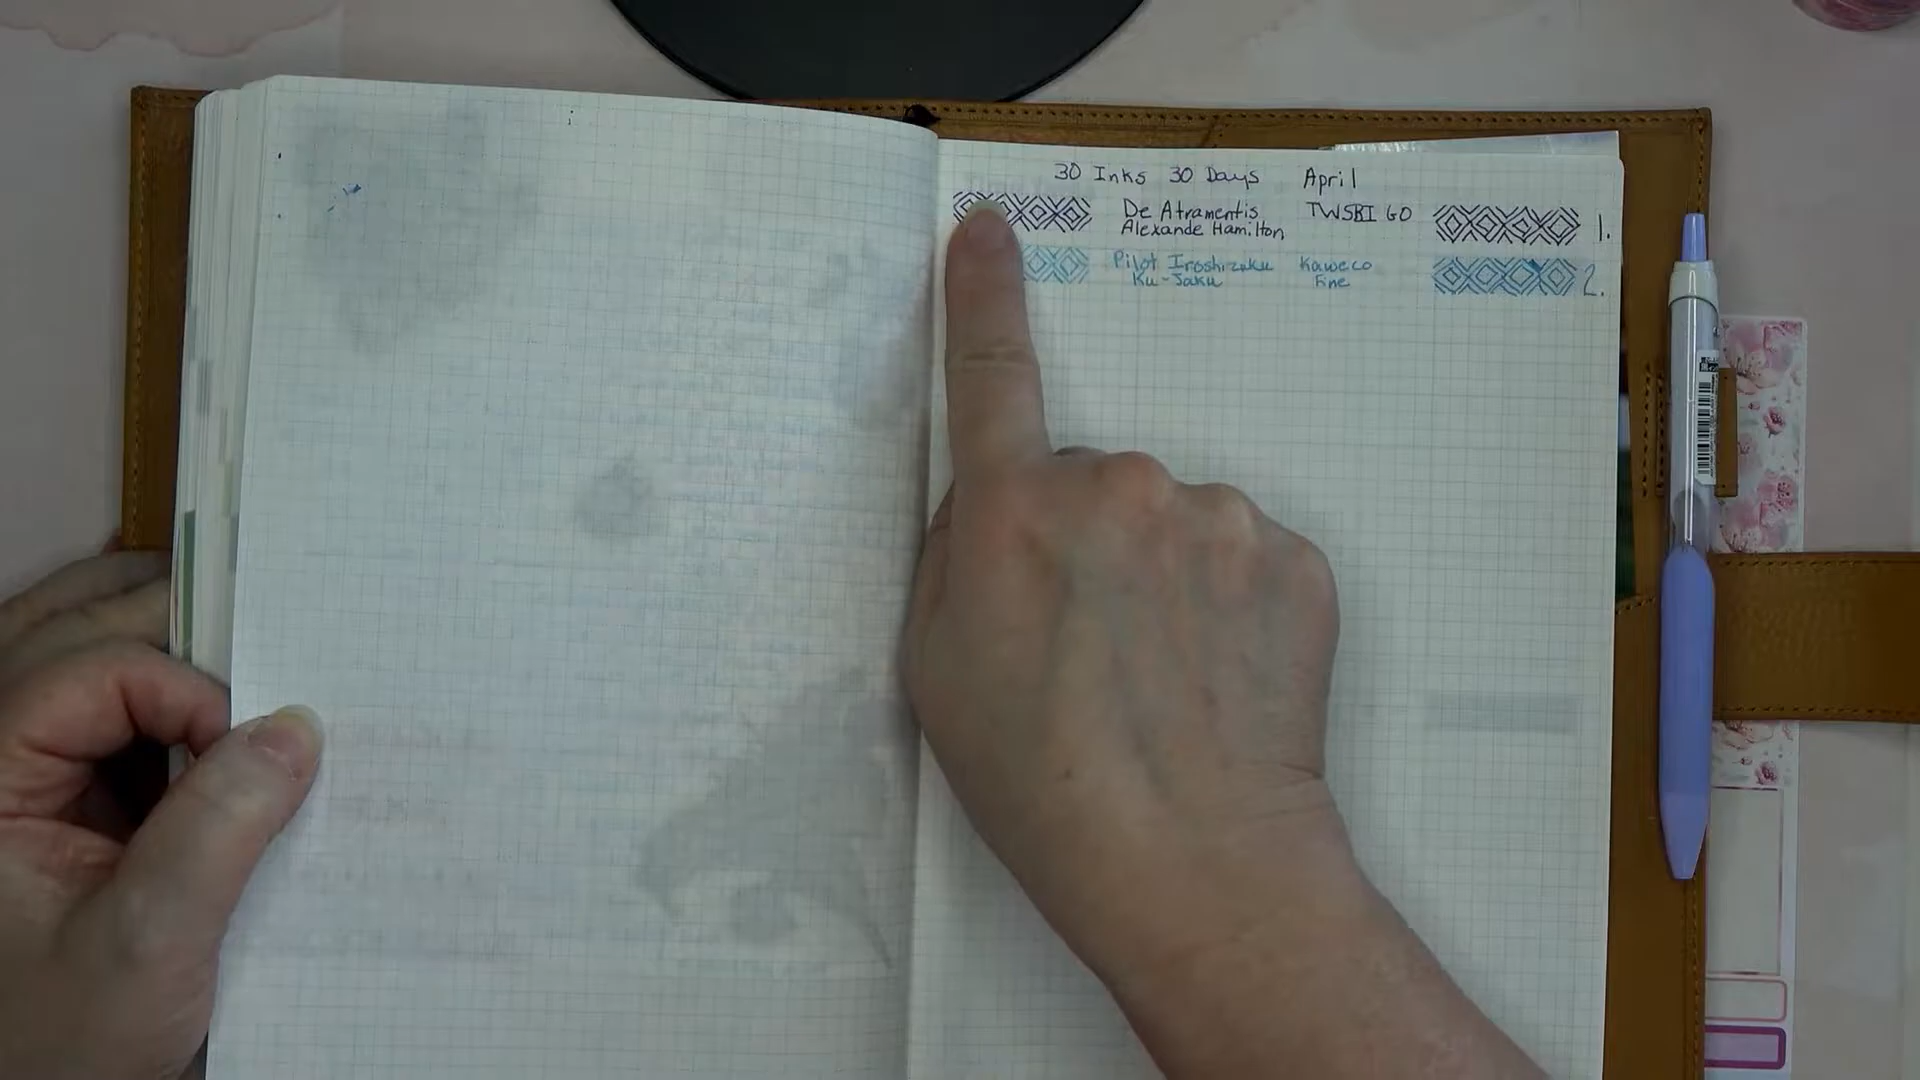 30 Inks 30 Days April
De Atramentis TWSBI GO
Alexande Hamilton 1.
Pilot Iroshizuku Kaweco
Ku-Jaku Fine 2.